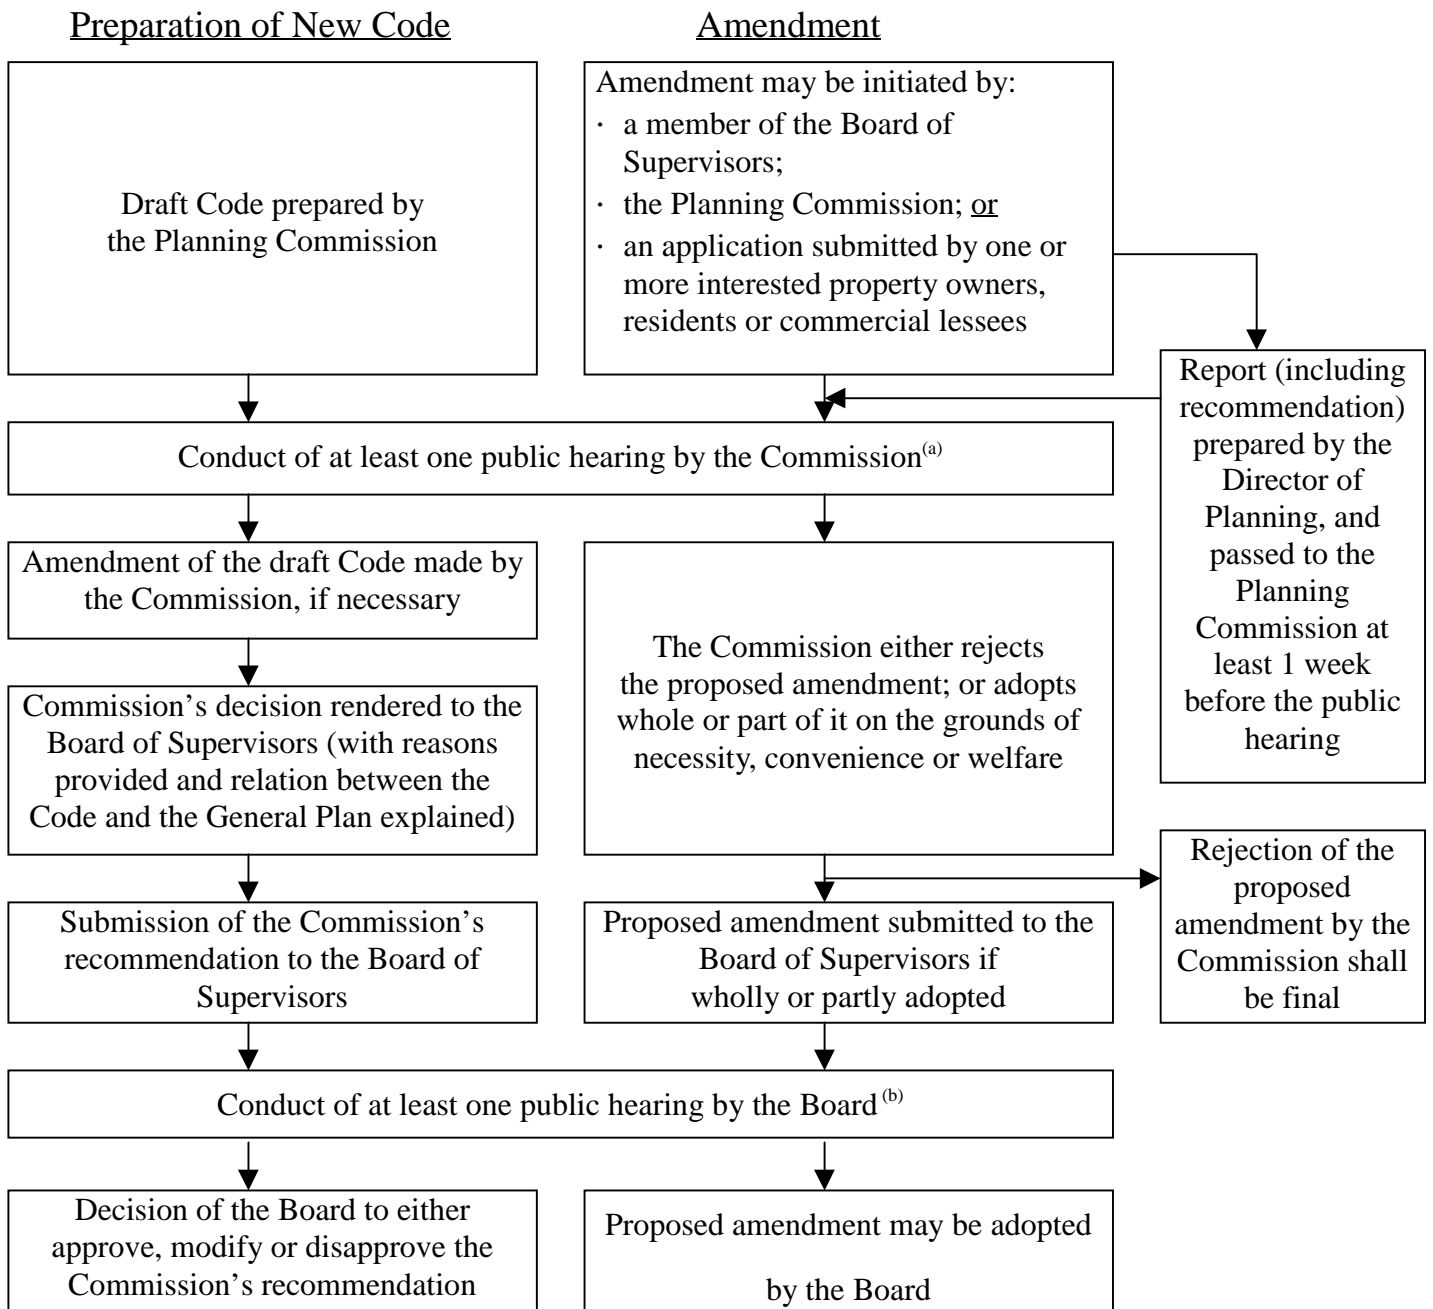 Preparation of New Code
Amendment
Draft Code prepared by
the Planning Commission
Amendment may be initiated by:
· a member of the Board of
Supervisors;
· the Planning Commission; or
· an application submitted by one or
more interested property owners,
residents or commercial lessees
Report (including
recommendation)
prepared by the
Director of
Planning, and
passed to the
Planning
Commission at
least 1 week
before the public
hearing
Conduct of at least one public hearing by the Commission(a)
Amendment of the draft Code made by
the Commission, if necessary
The Commission either rejects
the proposed amendment; or adopts
whole or part of it on the grounds of
necessity, convenience or welfare
Commission’s decision rendered to the
Board of Supervisors (with reasons
provided and relation between the
Code and the General Plan explained)
Rejection of the
proposed
amendment by the
Commission shall
be final
Submission of the Commission’s
recommendation to the Board of
Supervisors
Proposed amendment submitted to the
Board of Supervisors if
wholly or partly adopted
Conduct of at least one public hearing by the Board (b)
Decision of the Board to either
approve, modify or disapprove the
Commission’s recommendation
Proposed amendment may be adopted
by the Board